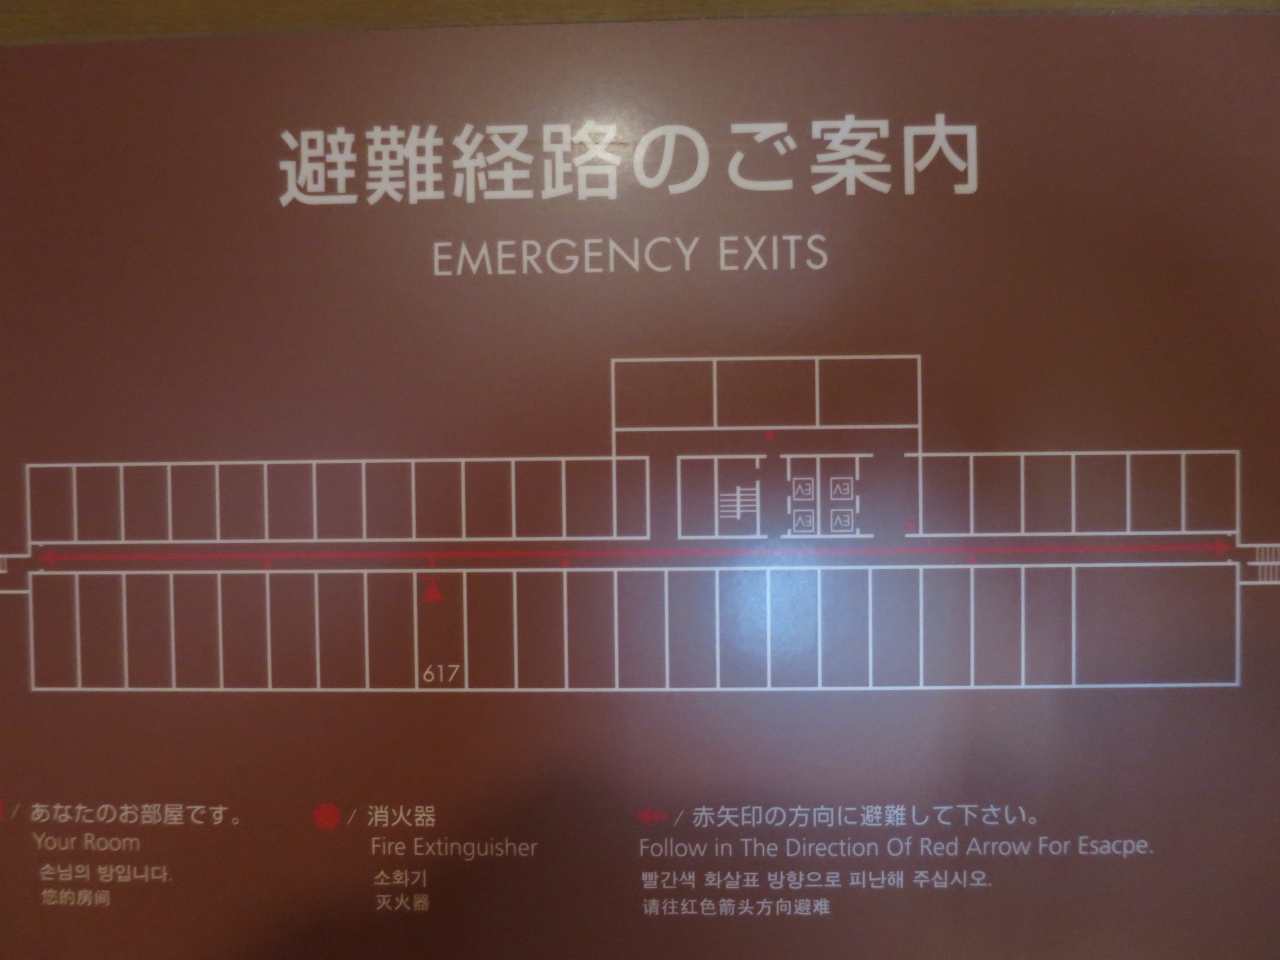 避難経路のご案内
EMERGENCY EXITS
EV EV
EV EV
617
/ あなたのお部屋です。
Your Room
손님의 방입니다.
您的房间
/ 消火器
Fire Extinguisher
소화기
灭火器
/ 赤矢印の方向に避難して下さい。
Follow in The Direction Of Red Arrow For Esacpe.
빨간색 화살표 방향으로 피난해 주십시오.
请往红色箭头方向避难